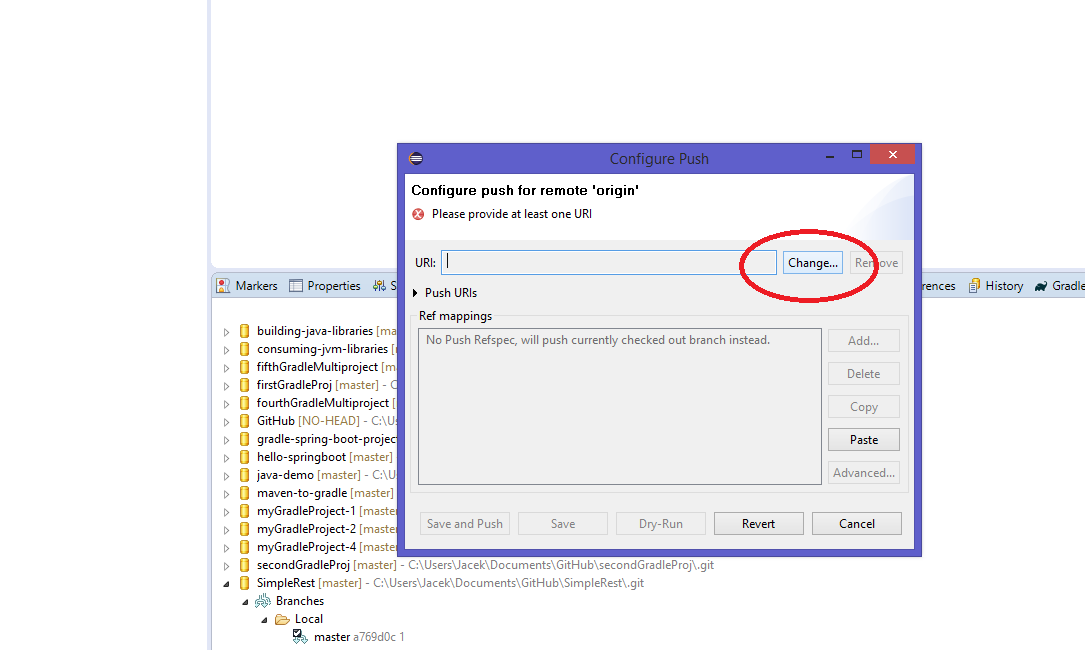 Configure Push
Configure push for remote 'origin'
Please provide at least one URI
URI:
Change...
Remove
Push URIs
Ref mappings
No Push Refspec, will push currently checked out branch instead.
Add...
Delete
Copy
Paste
Advanced...
Save and Push
Save
Dry-Run
Revert
Cancel
Markers
Properties
S
rences
History
Gradle
building-java-libraries [ma
consuming-jvm-libraries [
fifthGradleMultiproject [ma
firstGradleProj [master] - C
fourthGradleMultiproject [
GitHub [NO-HEAD] - C:\Us
gradle-spring-boot-project
hello-springboot [master]
java-demo [master] - C:\U
maven-to-gradle [master]
myGradleProject-1 [master
myGradleProject-2 [master
myGradleProject-4 [master
secondGradleProj [master] - C:\Users\Jacek\Documents\GitHub\secondGradleProj\.git
SimpleRest [master] - C:\Users\Jacek\Documents\GitHub\SimpleRest\.git
Branches
Local
master a769d0c 1